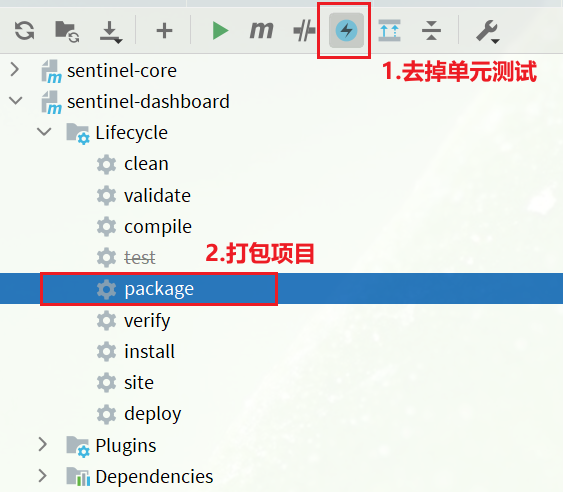 m
1.去掉单元测试
sentinel-core
sentinel-dashboard
Lifecycle
clean
validate
compile
test
2.打包项目
package
verify
install
site
deploy
Plugins
Dependencies